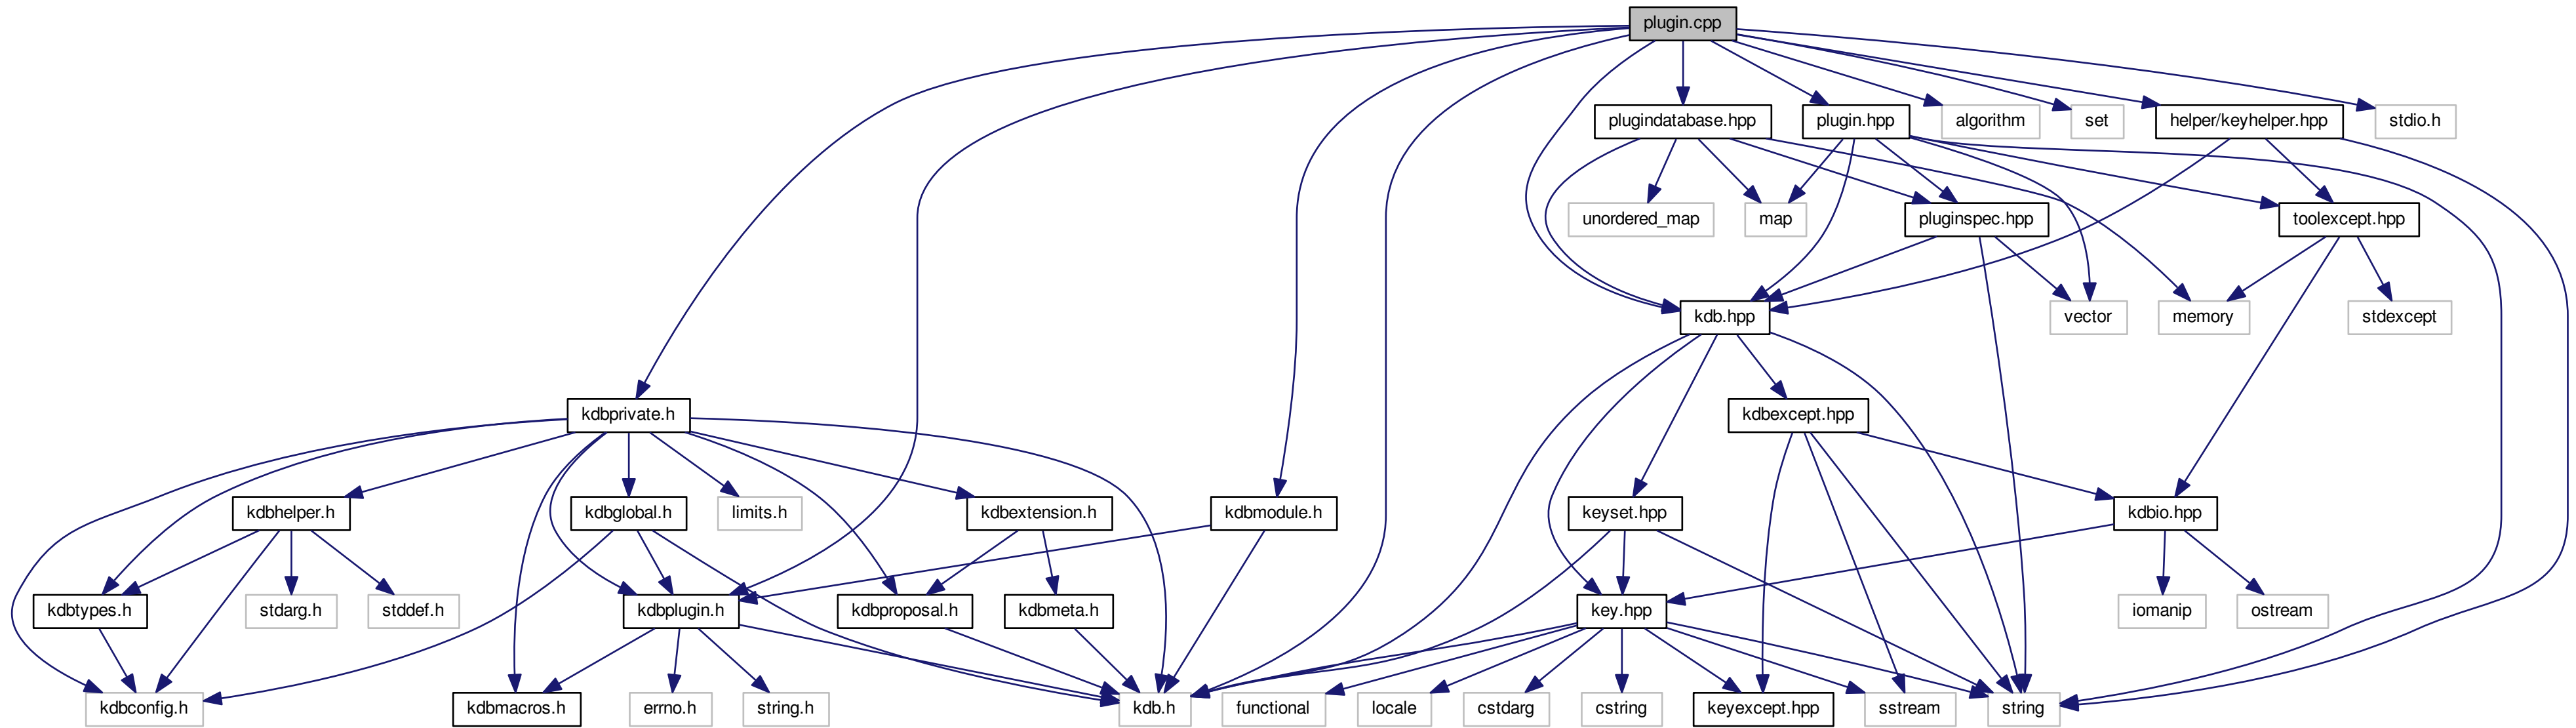 plugin.cpp
plugindatabase.hpp
plugin.hpp
algorithm
set
helper/keyhelper.hpp
stdio.h
unordered_map
map
pluginspec.hpp
toolexcept.hpp
kdb.hpp
vector
memory
stdexcept
kdbprivate.h
kdbexcept.hpp
kdbhelper.h
kdbglobal.h
limits.h
kdbextension.h
kdbmodule.h
keyset.hpp
kdbio.hpp
kdbtypes.h
stdarg.h
stddef.h
kdbplugin.h
kdbproposal.h
kdbmeta.h
key.hpp
iomanip
ostream
kdbconfig.h
kdbmacros.h
errno.h
string.h
kdb.h
functional
locale
cstdarg
cstring
keyexcept.hpp
sstream
string